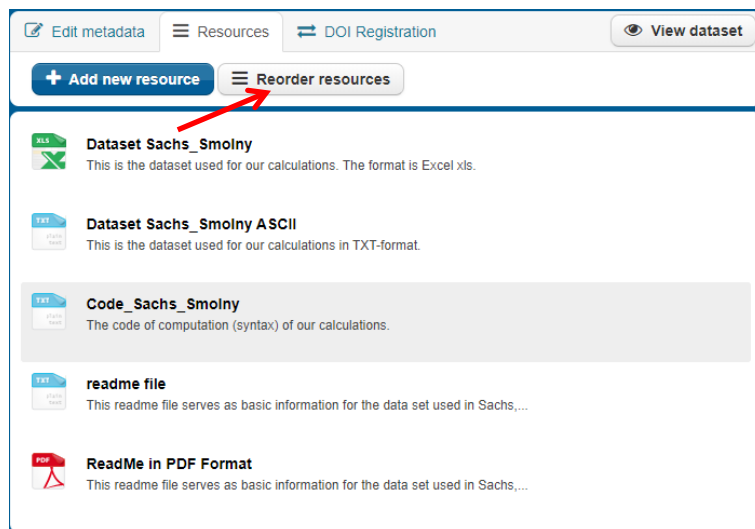 Edit metadata
Resources
DOI Registration
View dataset
Add new resource
Reorder resources
XLS
Dataset Sachs_Smolny
This is the dataset used for our calculations. The format is Excel xls.
TXT
Dataset Sachs_Smolny ASCII
This is the dataset used for our calculations in TXT-format.
TXT
Code_Sachs_Smolny
The code of computation (syntax) of our calculations.
TXT
readme file
This readme file serves as basic information for the data set used in Sachs,...
PDF
ReadMe in PDF Format
This readme file serves as basic information for the data set used in Sachs,...